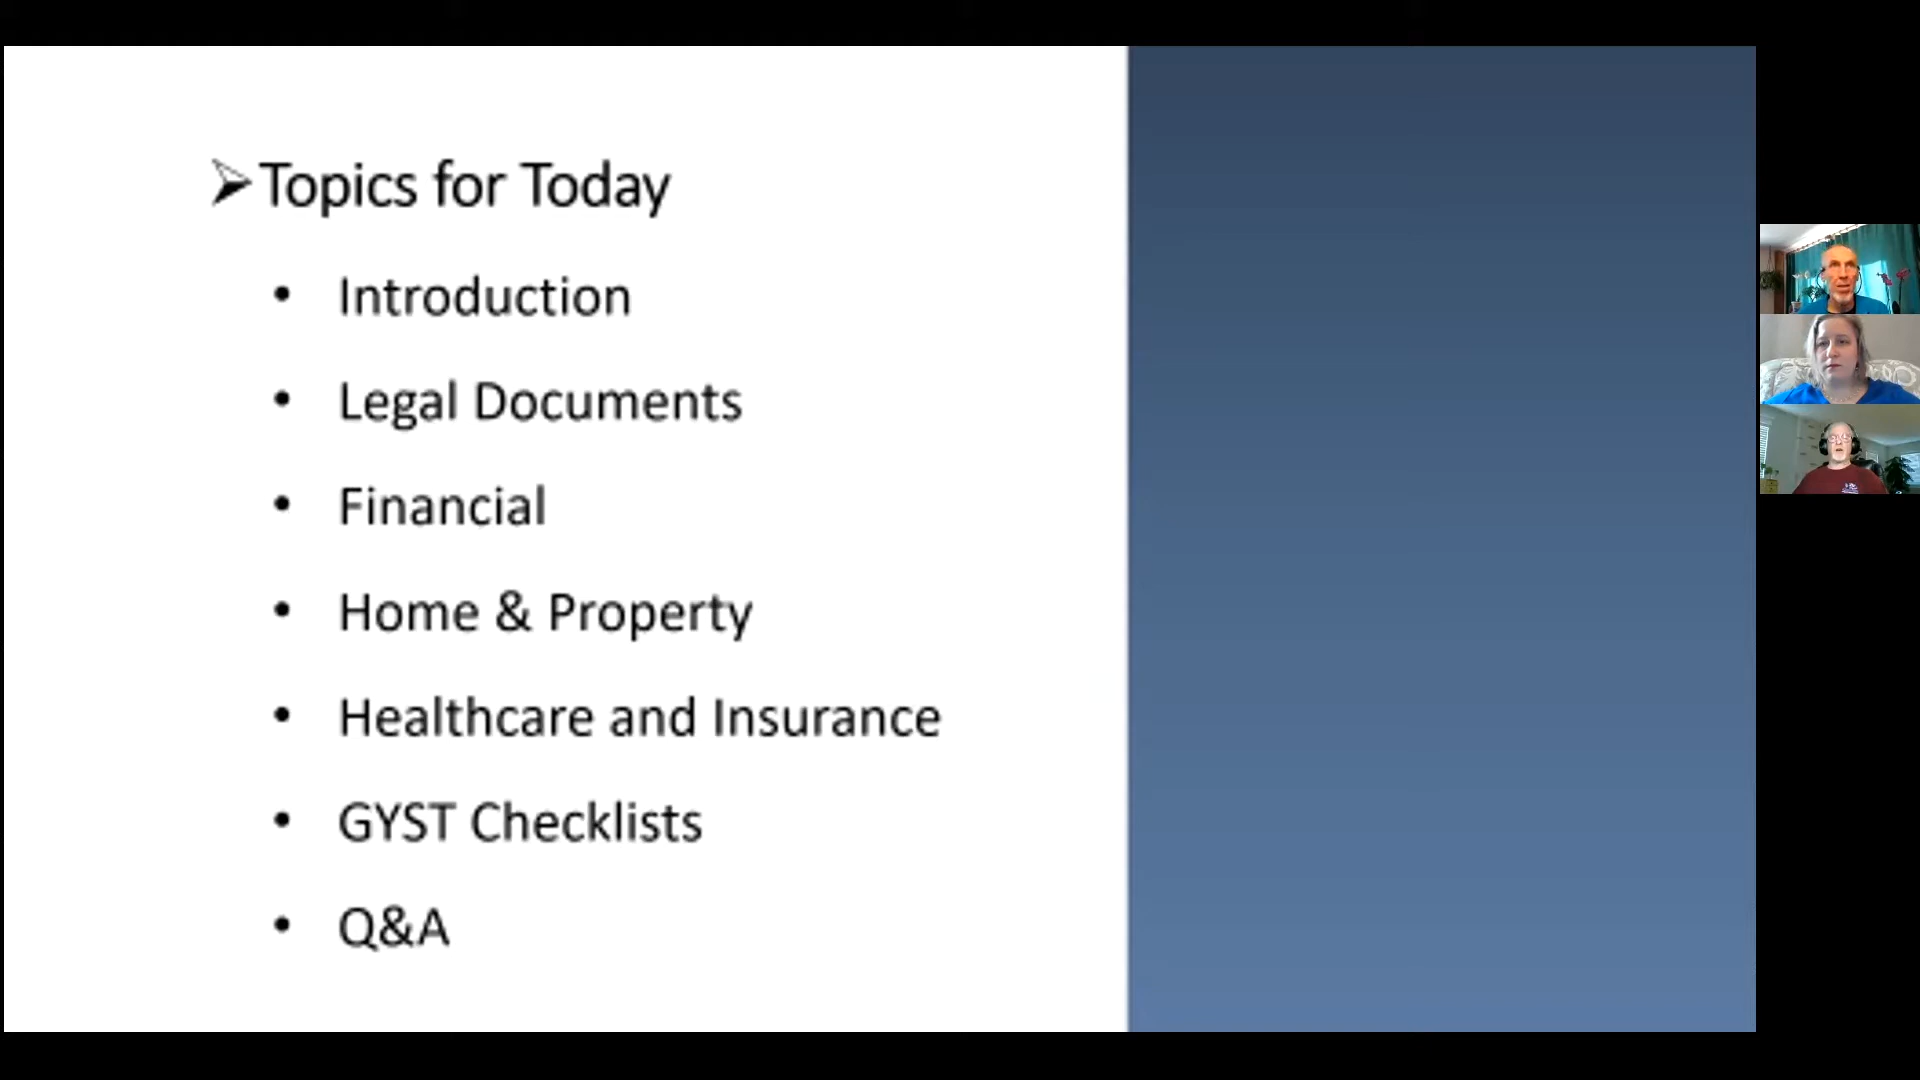 Topics for Today
Introduction
Legal Documents
Financial
Home & Property
Healthcare and Insurance
GYST Checklists
Q&A